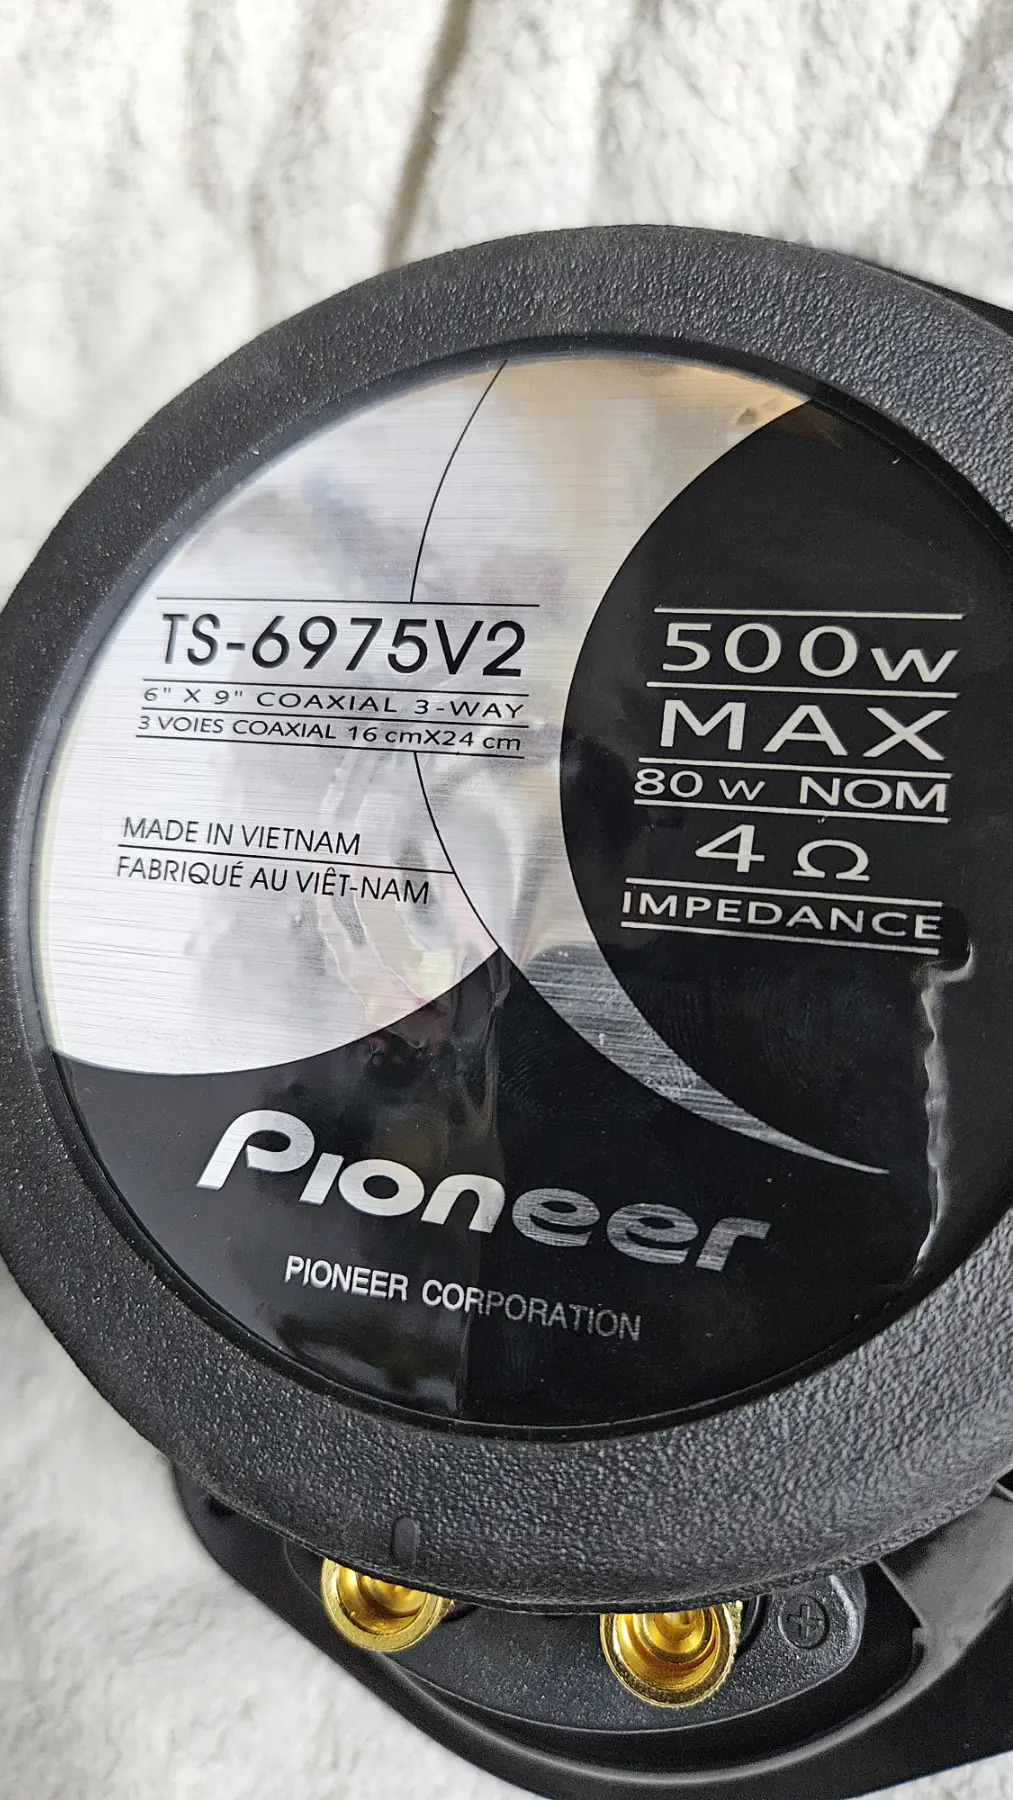 TS-6975V2
6" X 9" COAXIAL 3-WAY
3 VOIES COAXIAL 16 cmX24 cm
MADE IN VIETNAM
FABRIQUÉ AU VIÊT-NAM
500w
MAX
80 w NOM
4 Ω
IMPEDANCE
Pioneer
PIONEER CORPORATION
+